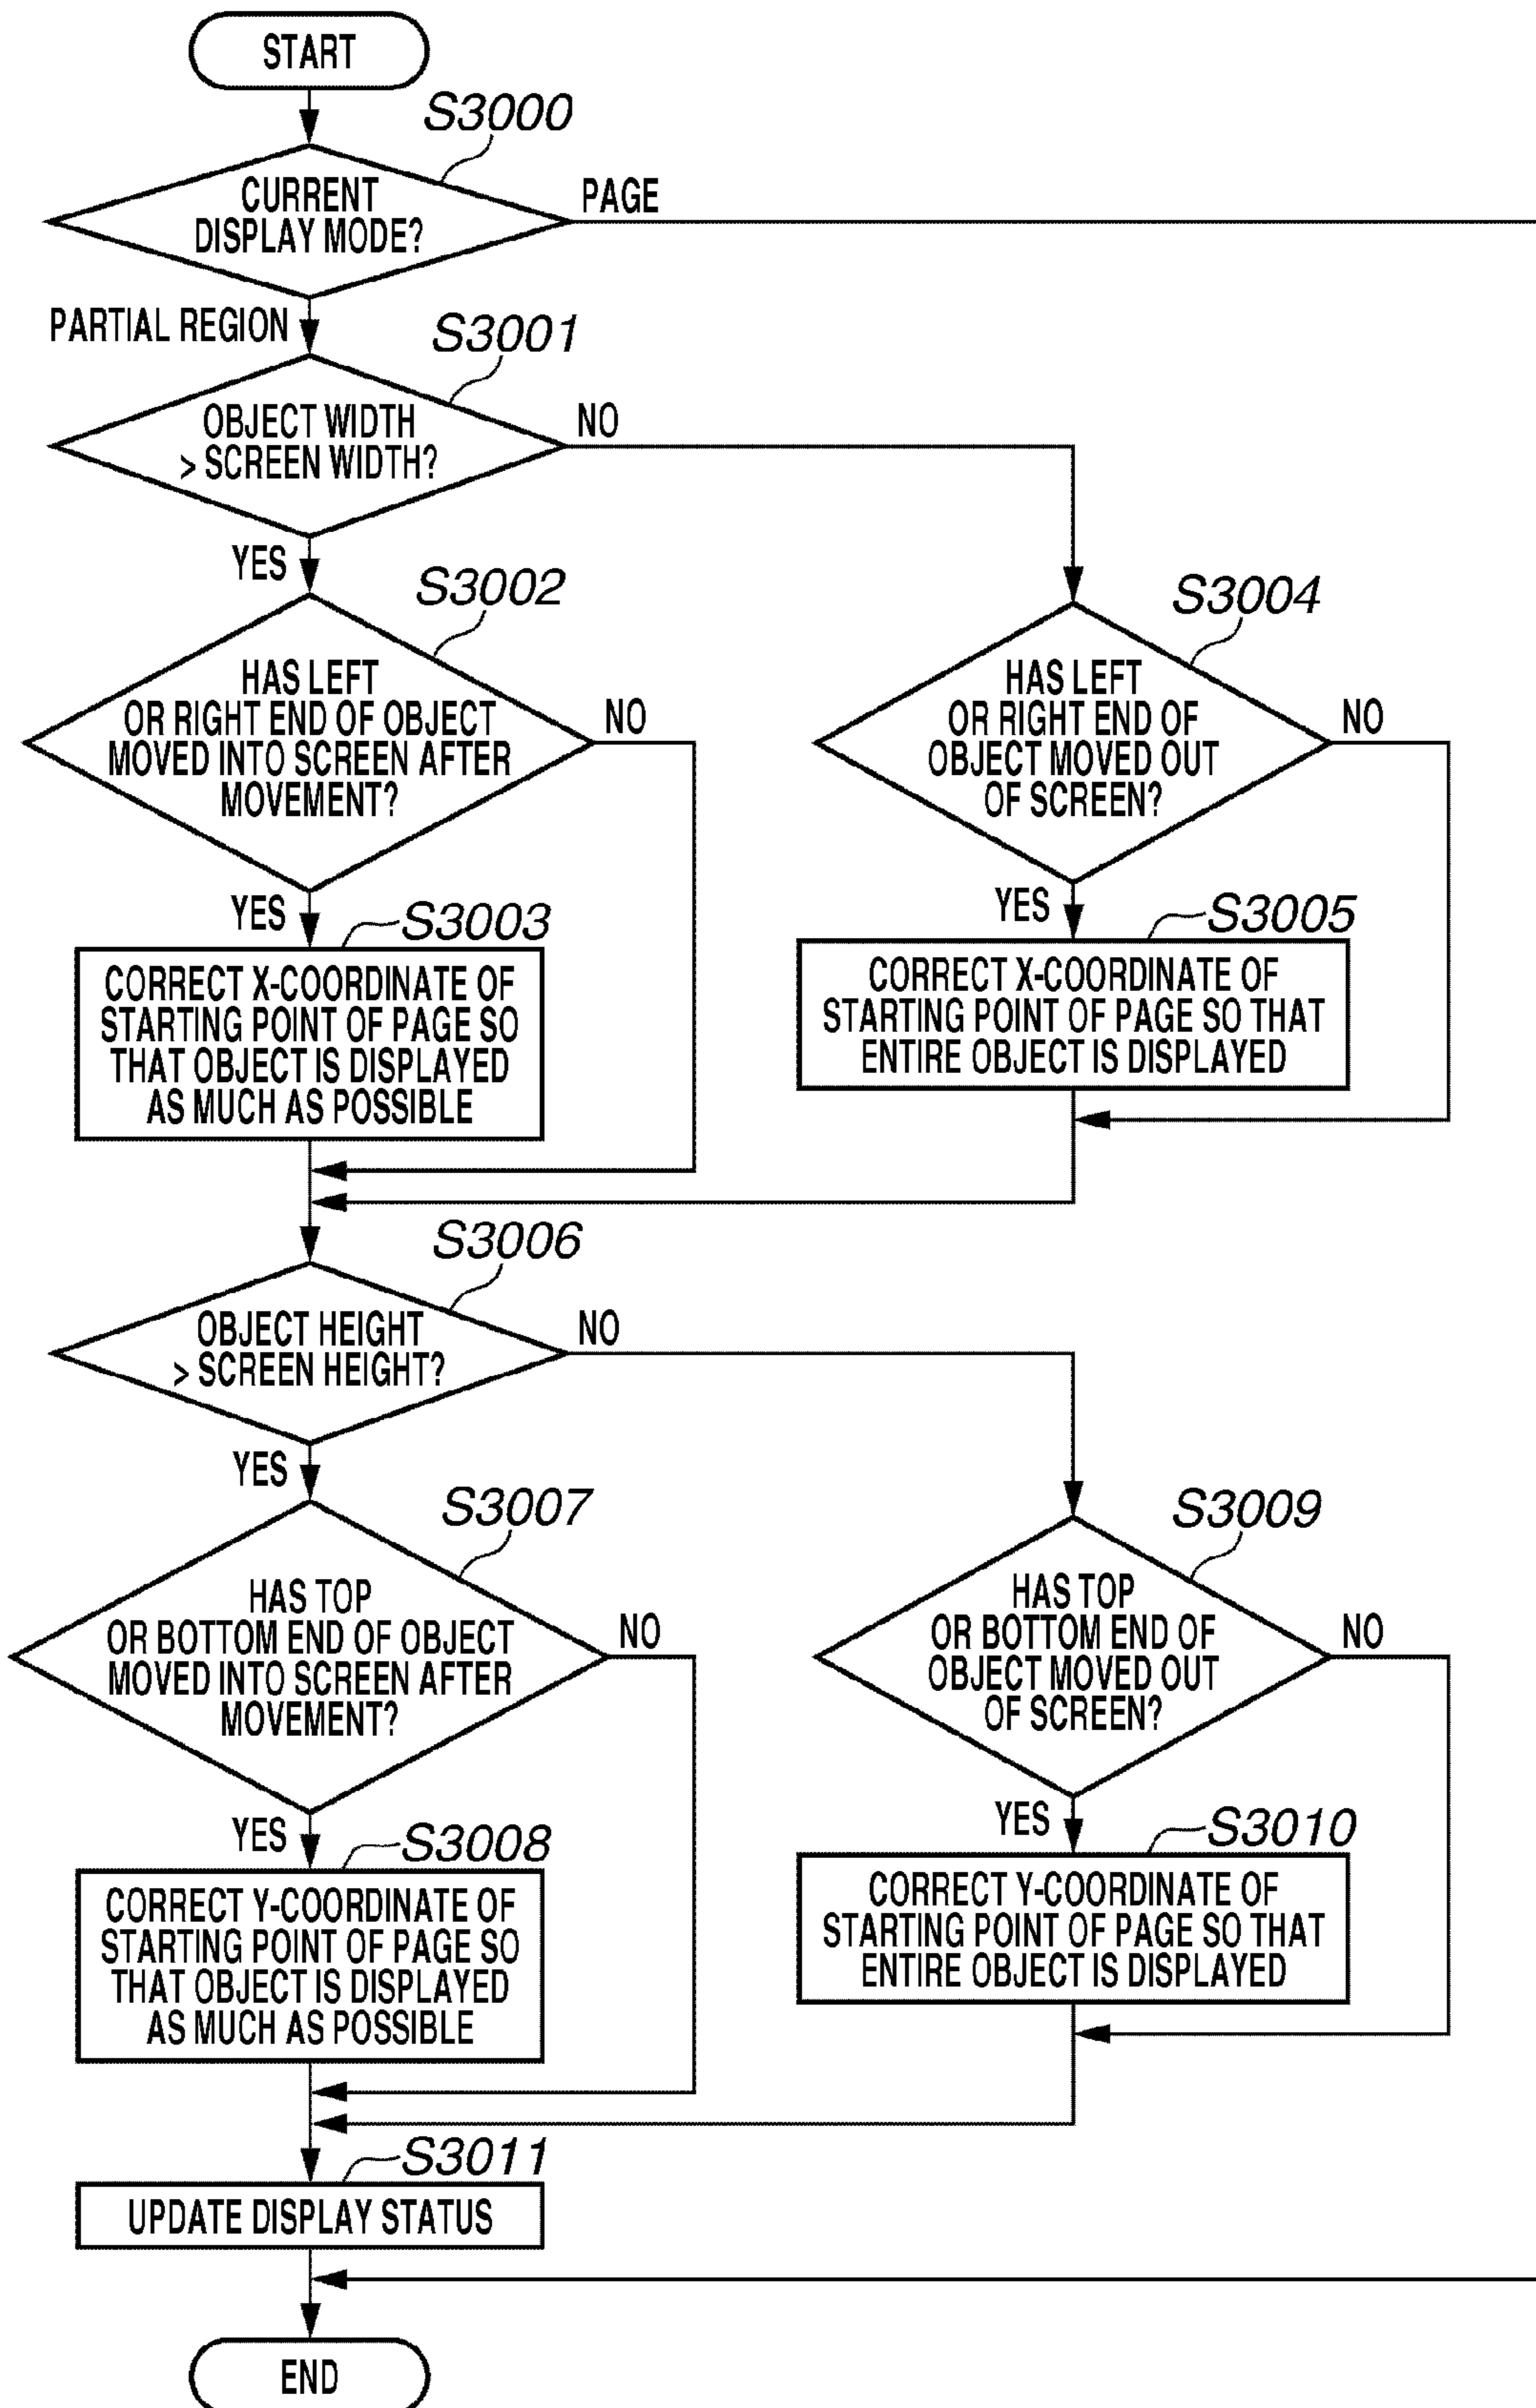 START
S3000
CURRENT
DISPLAY MODE?
PAGE
PARTIAL REGION
S3001
OBJECT WIDTH
> SCREEN WIDTH?
NO
YES
S3002
HAS LEFT
OR RIGHT END OF OBJECT
MOVED INTO SCREEN AFTER
MOVEMENT?
NO
S3004
HAS LEFT
OR RIGHT END OF
OBJECT MOVED OUT
OF SCREEN?
NO
YES
S3003
CORRECT X-COORDINATE OF
STARTING POINT OF PAGE SO
THAT OBJECT IS DISPLAYED
AS MUCH AS POSSIBLE
YES
S3005
CORRECT X-COORDINATE OF
STARTING POINT OF PAGE SO THAT
ENTIRE OBJECT IS DISPLAYED
S3006
OBJECT HEIGHT
> SCREEN HEIGHT?
NO
YES
S3007
HAS TOP
OR BOTTOM END OF OBJECT
MOVED INTO SCREEN AFTER
MOVEMENT?
NO
S3009
HAS TOP
OR BOTTOM END OF
OBJECT MOVED OUT
OF SCREEN?
NO
YES
S3008
CORRECT Y-COORDINATE OF
STARTING POINT OF PAGE SO
THAT OBJECT IS DISPLAYED
AS MUCH AS POSSIBLE
YES
S3010
CORRECT Y-COORDINATE OF
STARTING POINT OF PAGE SO THAT
ENTIRE OBJECT IS DISPLAYED
S3011
UPDATE DISPLAY STATUS
END